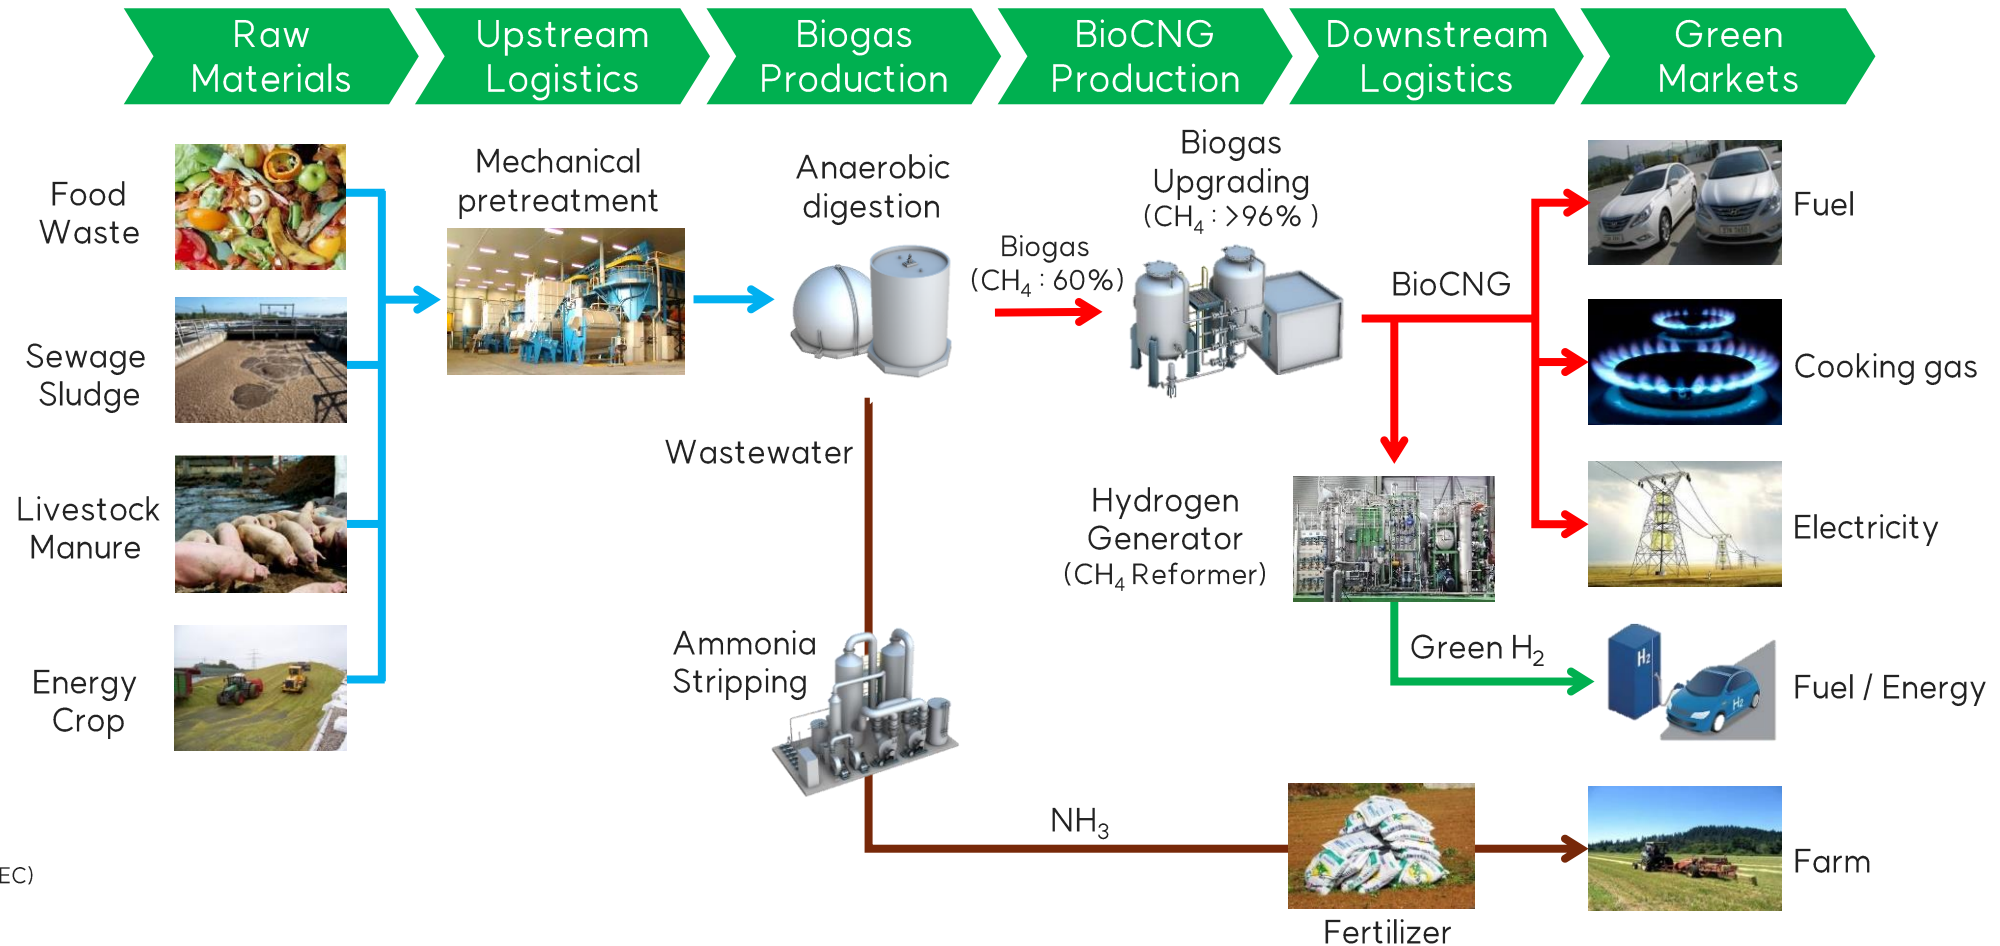 Raw
Materials
Upstream
Logistics
Biogas
Production
BioCNG
Production
Downstream
Logistics
Green
Markets
Food
Waste
Sewage
Sludge
Livestock
Manure
Energy
Crop
Mechanical
pretreatment
Anaerobic
digestion
Biogas
(CH₄ : 60%)
Biogas
Upgrading
(CH₄ : >96% )
BioCNG
Fuel
Cooking gas
Electricity
Wastewater
Hydrogen
Generator
(CH₄ Reformer)
Green H₂
H₂
H₂
Fuel / Energy
Ammonia
Stripping
NH₃
Fertilizer
Farm
EC)